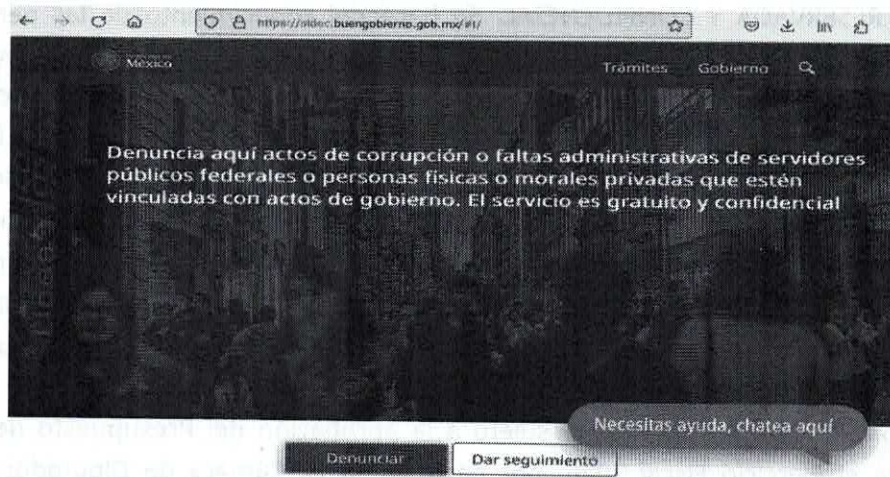 https://sidec.buengobierno.gob.mx/#!/
México
Trámites Gobierno
Denuncia aquí actos de corrupción o faltas administrativas de servidores
públicos federales o personas físicas o morales privadas que estén
vinculadas con actos de gobierno. El servicio es gratuito y confidencial
Necesitas ayuda, chatea aquí
Denunciar Dar seguimiento